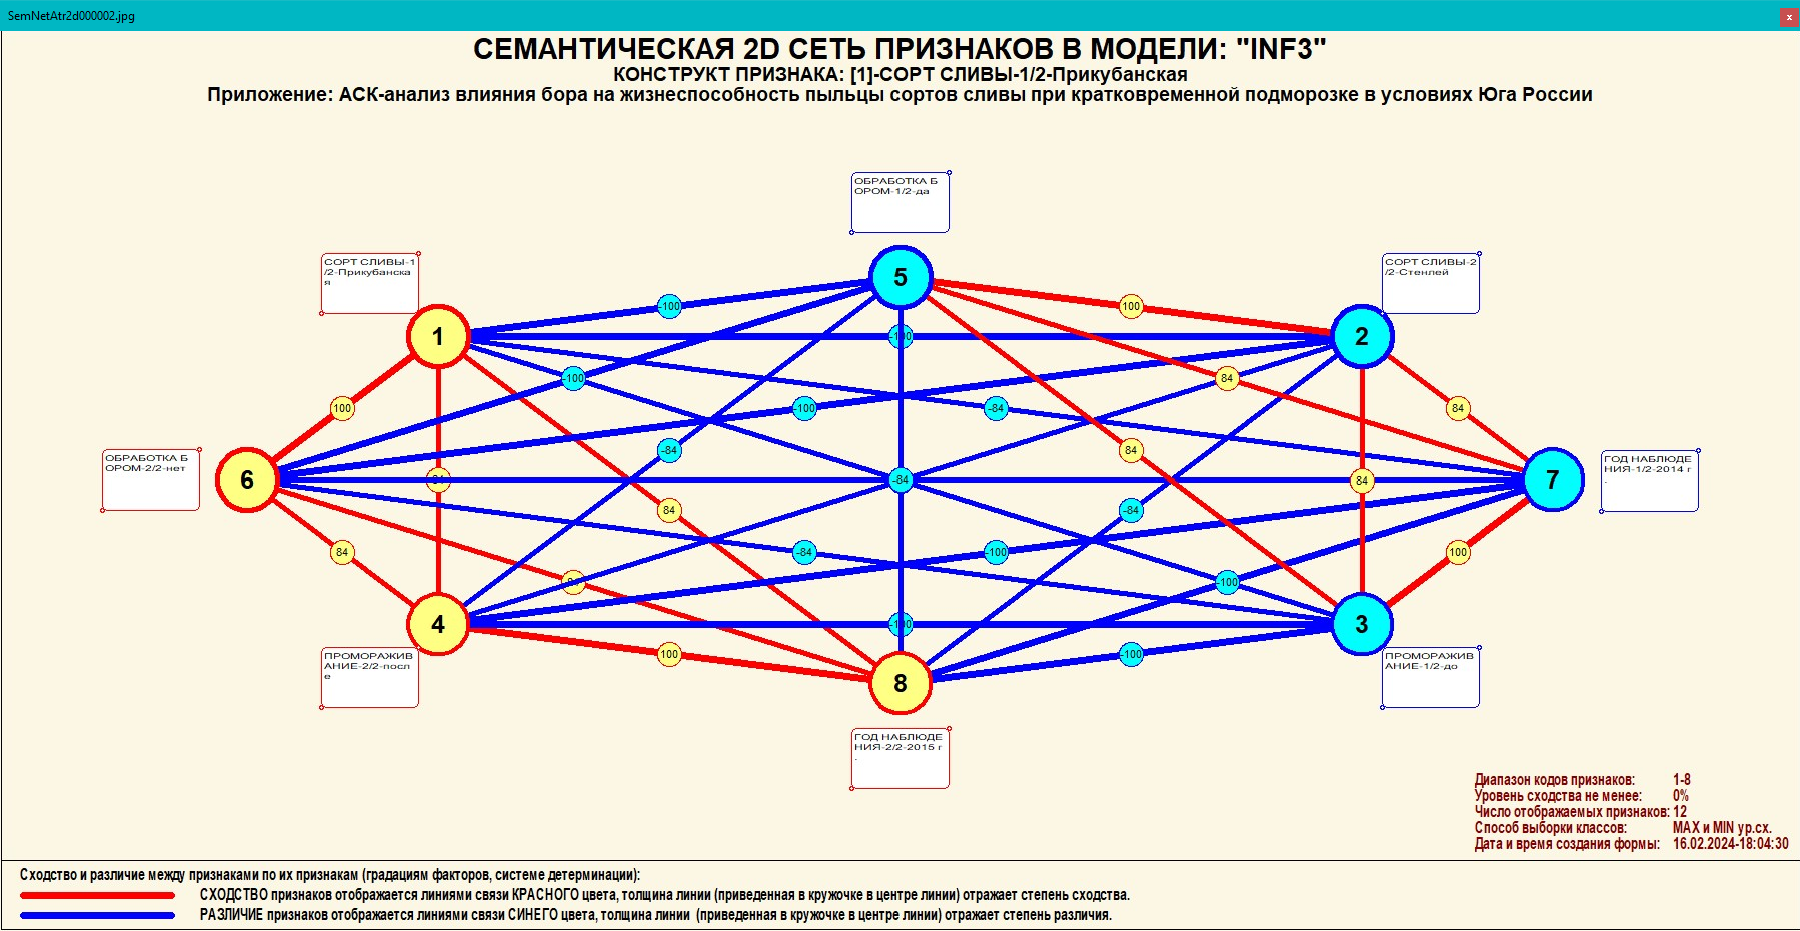 SemNetAtr2d000002.jpg
x
СЕМАНТИЧЕСКАЯ 2D СЕТЬ ПРИЗНАКОВ В МОДЕЛИ: "INF3"
КОНСТРУКТ ПРИЗНАКА: [1]-СОРТ СЛИВЫ-1/2-Прикубанская
Приложение: АСК-анализ влияния бора на жизнеспособность пыльцы сортов сливы при кратковременной подморозке в условиях Юга России
ОБРАБОТКА Б
ОРОМ-1/2-да
5
СОРТ СЛИВЫ-1
/2-Прикубанска
я
1
СОРТ СЛИВЫ-2
/2-Стенлей
2
-100
100
-100
-100
84
100
-100
-84
84
-84
84
ОБРАБОТКА Б
ОРОМ-2/2-нет
6
-84
84
7
ГОД НАБЛЮДЕ
НИЯ-1/2-2014 г
.
84
-84
84
-84
-100
100
-100
4
-100
3
100
-100
ПРОМОРАЖИВ
АНИЕ-2/2-посл
е
8
ПРОМОРАЖИВ
АНИЕ-1/2-до
ГОД НАБЛЮДЕ
НИЯ-2/2-2015 г
.
Диапазон кодов признаков: 1-8
Уровень сходства не менее: 0%
Число отображаемых признаков: 12
Способ выборки классов: MAX и MIN ур.сх.
Дата и время создания формы: 16.02.2024-18:04:30
Сходство и различие между признаками по их признакам (градациям факторов, системе детерминации):
СХОДСТВО признаков отображается линиями связи КРАСНОГО цвета, толщина линии (приведенная в кружочке в центре линии) отражает степень сходства.
РАЗЛИЧИЕ признаков отображается линиями связи СИНЕГО цвета, толщина линии (приведенная в кружочке в центре линии) отражает степень различия.